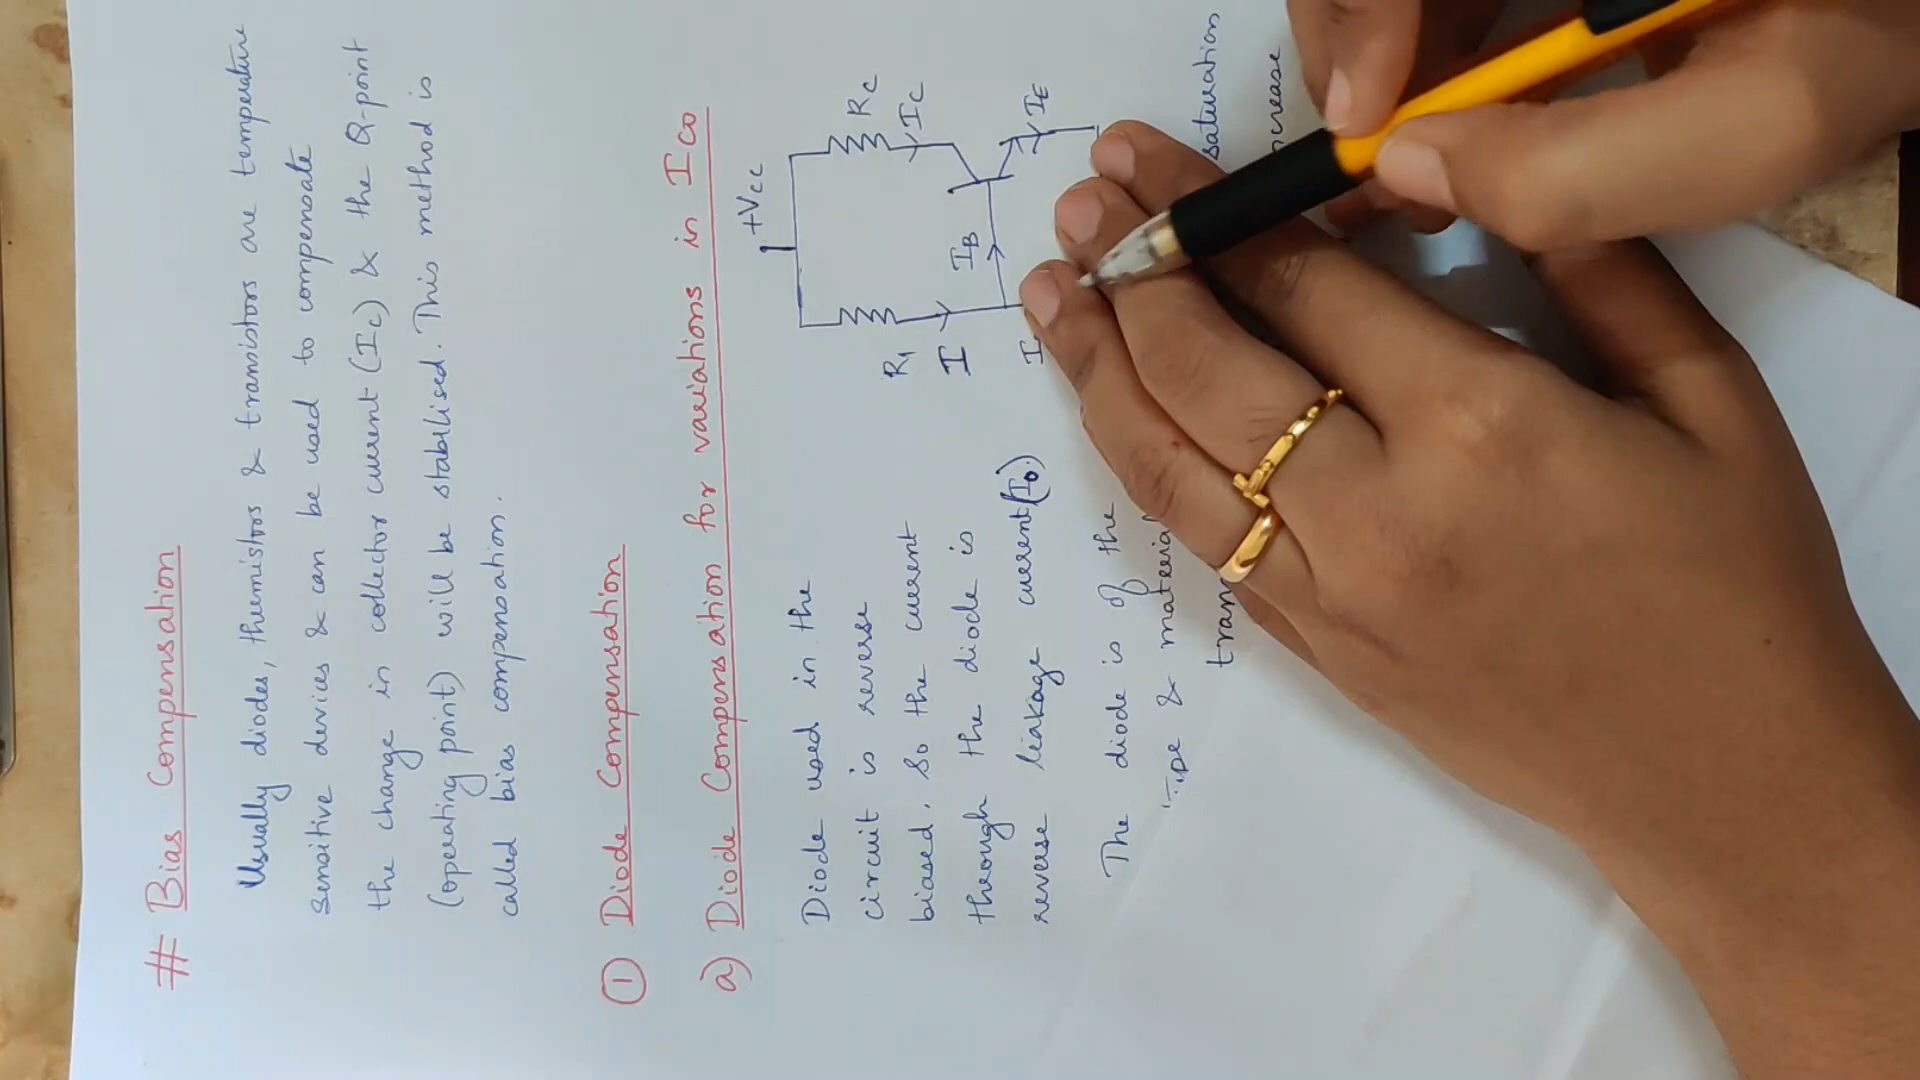 # Bias Compensation
Usually diodes, themistors & transistors are temperature
sensitive devices & can be used to compensate
the change in collector current (IC) & the Q-point
(operating point) will be stabilised. This method is
called bias compensation.
① Diode Compensation
a) Diode Compensation for variations in ICO
+VCC
RC
IC
R1
I
IB
IE
I
Diode used in the
circuit is reverse
biased. So the current
through the diode is
reverse leakage current (Io.)
The diode is of the
& material
saturation